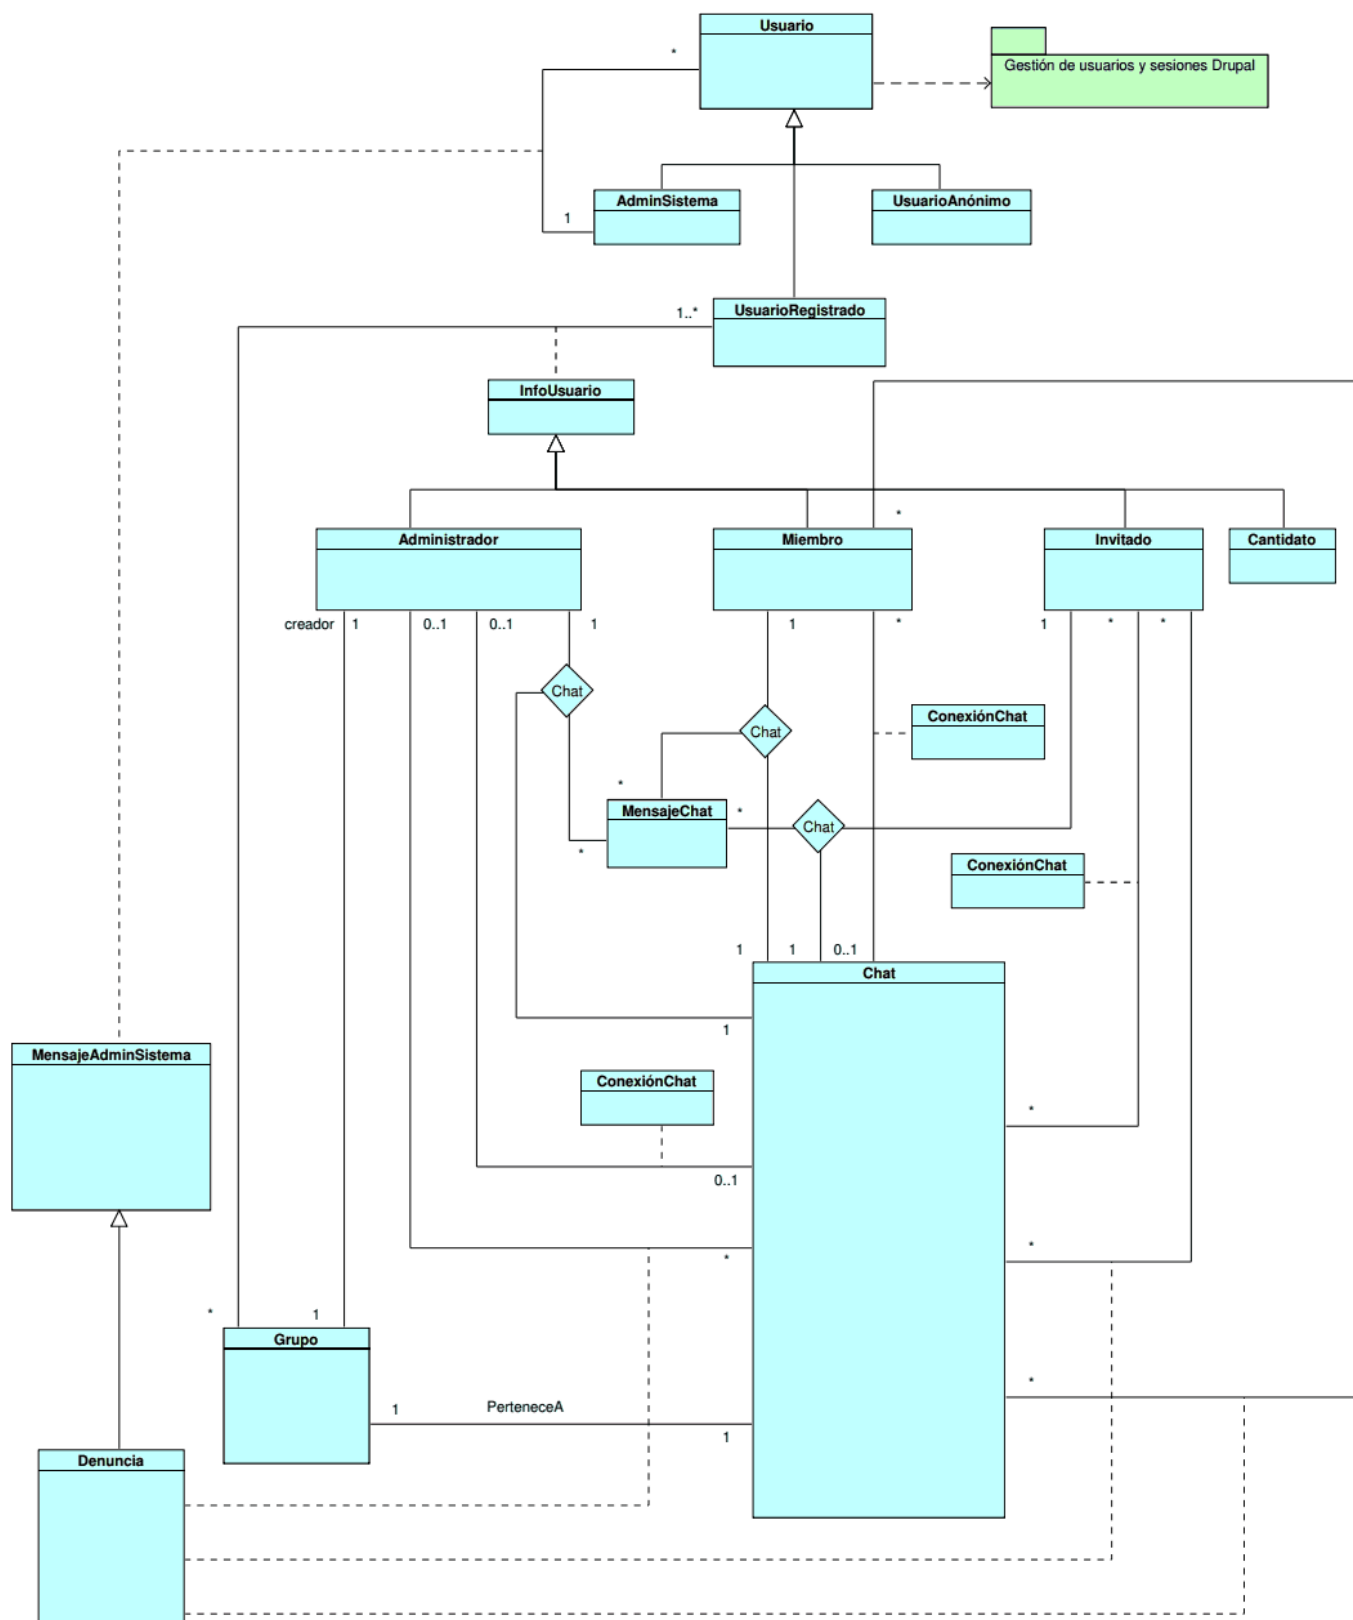 Usuario
*
Gestión de usuarios y sesiones Drupal
AdminSistema
UsuarioAnónimo
1
UsuarioRegistrado
1..*
InfoUsuario
*
Administrador
Miembro
Invitado
Cantidato
creador 1 0..1 0..1 1 1 * 1 * *
Chat
ConexiónChat
Chat
*
MensajeChat
*
Chat
*
ConexiónChat
1 1 0..1
Chat
1
MensajeAdminSistema
ConexiónChat
*
0..1
*
*
* 1
Grupo
*
1 PerteneceA
1
Denuncia